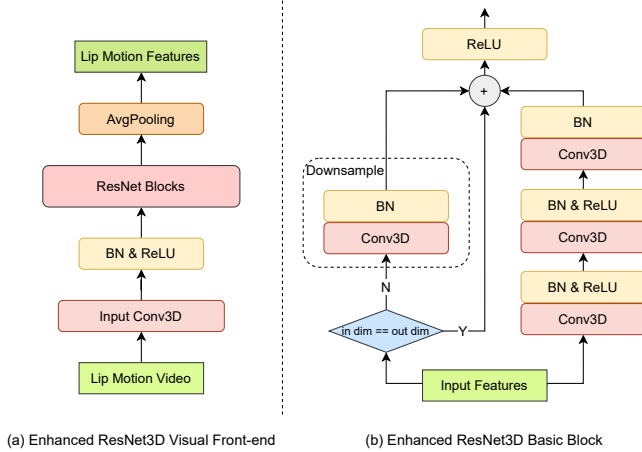 Lip Motion Features
AvgPooling
ResNet Blocks
BN & ReLU
Input Conv3D
Lip Motion Video
(a) Enhanced ResNet3D Visual Front-end
ReLU
+
BN
Conv3D
Downsample
BN
Conv3D
BN & ReLU
Conv3D
N
BN & ReLU
Conv3D
in dim == out dim
Y
Input Features
(b) Enhanced ResNet3D Basic Block